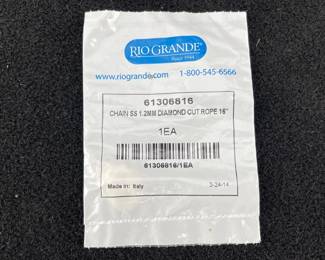 RIO GRANDE
Since 1944
www.riogrande.com 1-800-545-6566
61306816
CHAIN SS 1.2MM DIAMOND CUT ROPE 16"
1EA
61306816/1EA
Made in: Italy 3-24-14